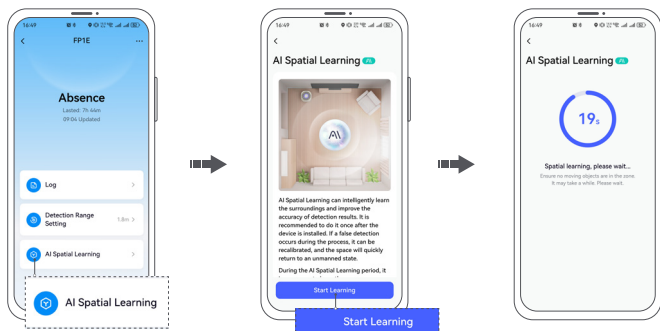 16:49
FP1E
Absence
Lasted: 7h 44m
09:04 Updated
Log
Detection Range
Setting
1.8m
AI Spatial Learning
AI Spatial Learning
16:49
AI Spatial Learning
AI
AI Spatial Learning can intelligently learn
the surroundings and improve the
accuracy of detection results. It is
recommended to do it once after the
device is installed. If a false detection
occurs during the process, it can be
recalibrated, and the space will quickly
return to an unmanned state.
During the AI Spatial Learning period, it
Start Learning
Start Learning
16:49
AI Spatial Learning
19s
Spatial learning, please wait...
Ensure no moving objects are in the zone.
It may take a while. Please wait.